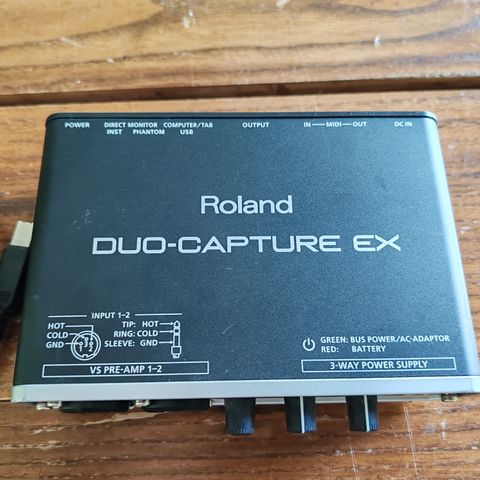 POWER DIRECT MONITOR COMPUTER/TAB OUTPUT IN — MIDI — OUT DC IN
INST PHANTOM USB
Roland
DUO-CAPTURE EX
INPUT 1–2
HOT TIP: HOT
COLD RING: COLD
GND SLEEVE: GND
VS PRE-AMP 1–2
GREEN: BUS POWER/AC-ADAPTOR
RED: BATTERY
3-WAY POWER SUPPLY